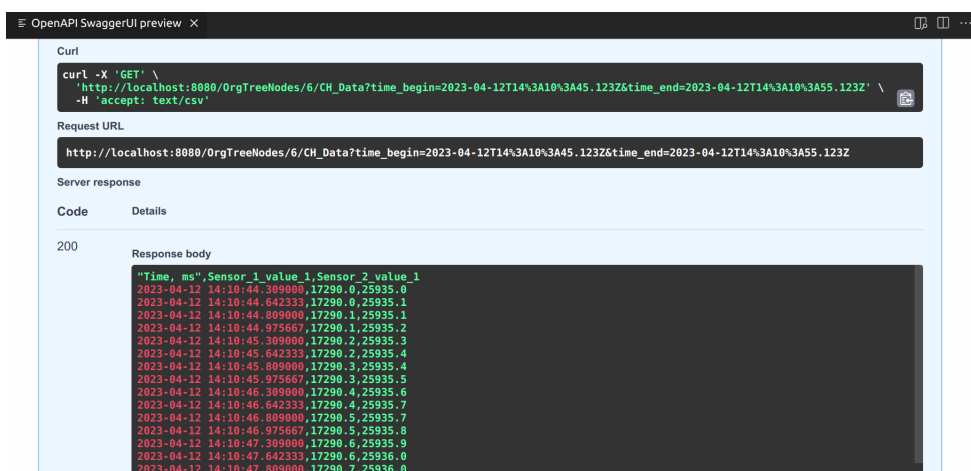 OpenAPI SwaggerUI preview
Curl
curl -X 'GET' \
'http://localhost:8080/OrgTreeNodes/6/CH_Data?time_begin=2023-04-12T14%3A10%3A45.123Z&time_end=2023-04-12T14%3A10%3A55.123Z' \
-H 'accept: text/csv'
Request URL
http://localhost:8080/OrgTreeNodes/6/CH_Data?time_begin=2023-04-12T14%3A10%3A45.123Z&time_end=2023-04-12T14%3A10%3A55.123Z
Server response
Code Details
200
Response body
"Time, ms",Sensor_1_value_1,Sensor_2_value_1
2023-04-12 14:10:44.309000,17290.0,25935.0
2023-04-12 14:10:44.642333,17290.0,25935.1
2023-04-12 14:10:44.809000,17290.1,25935.1
2023-04-12 14:10:44.975667,17290.1,25935.2
2023-04-12 14:10:45.309000,17290.2,25935.3
2023-04-12 14:10:45.642333,17290.2,25935.4
2023-04-12 14:10:45.809000,17290.3,25935.4
2023-04-12 14:10:45.975667,17290.3,25935.5
2023-04-12 14:10:46.309000,17290.4,25935.6
2023-04-12 14:10:46.642333,17290.4,25935.7
2023-04-12 14:10:46.809000,17290.5,25935.7
2023-04-12 14:10:46.975667,17290.5,25935.8
2023-04-12 14:10:47.309000,17290.6,25935.9
2023-04-12 14:10:47.642333,17290.6,25936.0
2023-04-12 14:10:47.809000,17290.7,25936.0